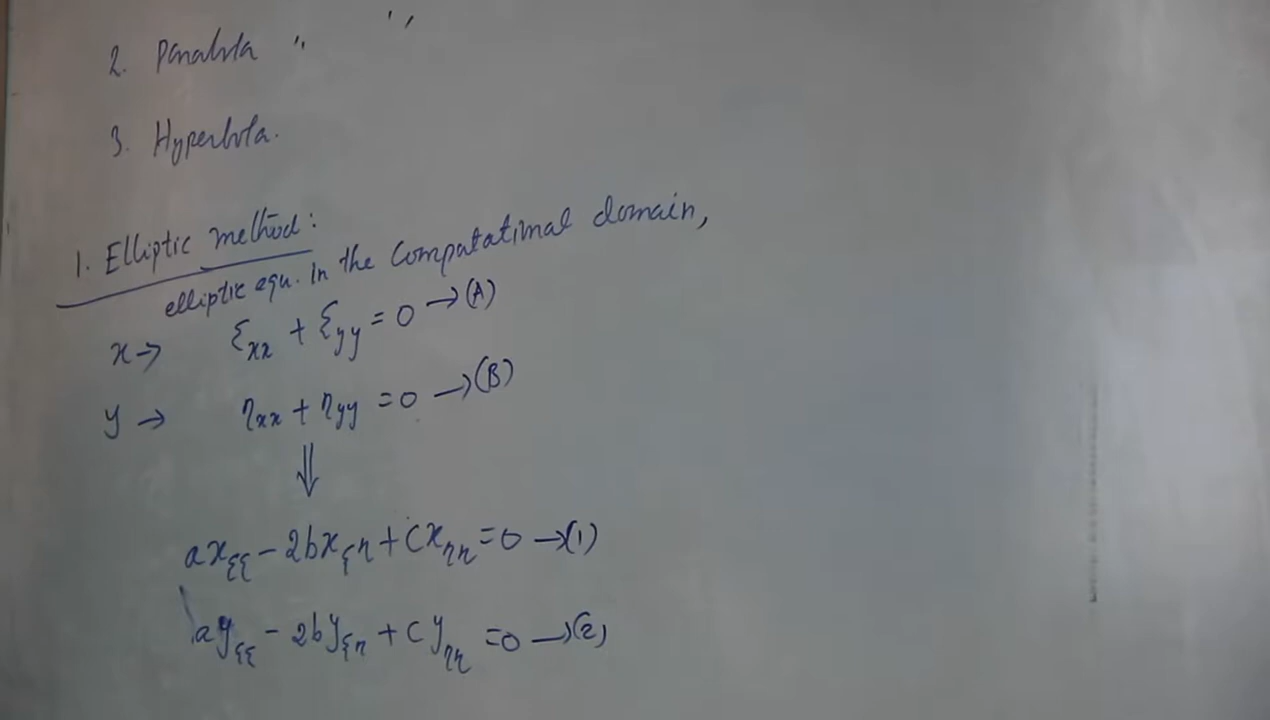 2. Parabola " "
3. Hyperbola.
1. Elliptic method:
elliptic equ. In the Computational domain,
x → ξxx + ξyy = 0 → (A)
y → ηxx + ηyy = 0 → (B)
⇓
axξξ - 2bxξη + cxηη = 0 → (1)
ayξξ - 2byξη + cyηη = 0 → (2)